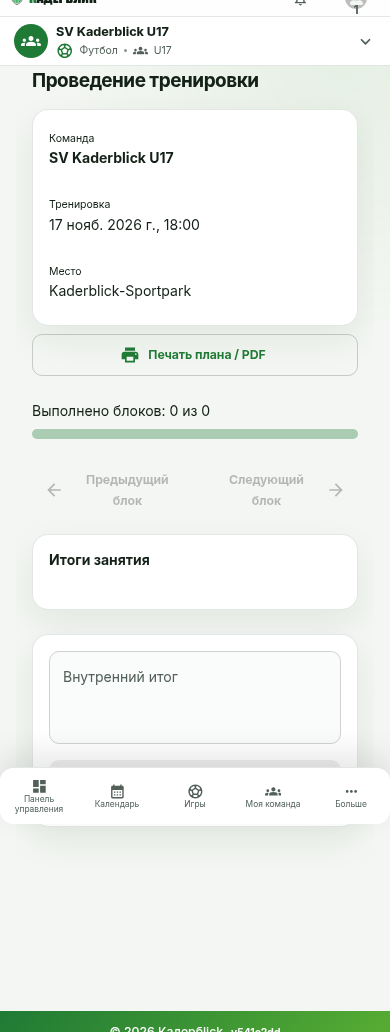 SV Kaderblick U17
Футбол • U17
Проведение тренировки
Команда
SV Kaderblick U17
Тренировка
17 нояб. 2026 г., 18:00
Место
Kaderblick-Sportpark
Печать плана / PDF
Выполнено блоков: 0 из 0
Предыдущий
блок
Следующий
блок
Итоги занятия
Внутренний итог
Панель
управления
Календарь
Игры
Моя команда
Больше